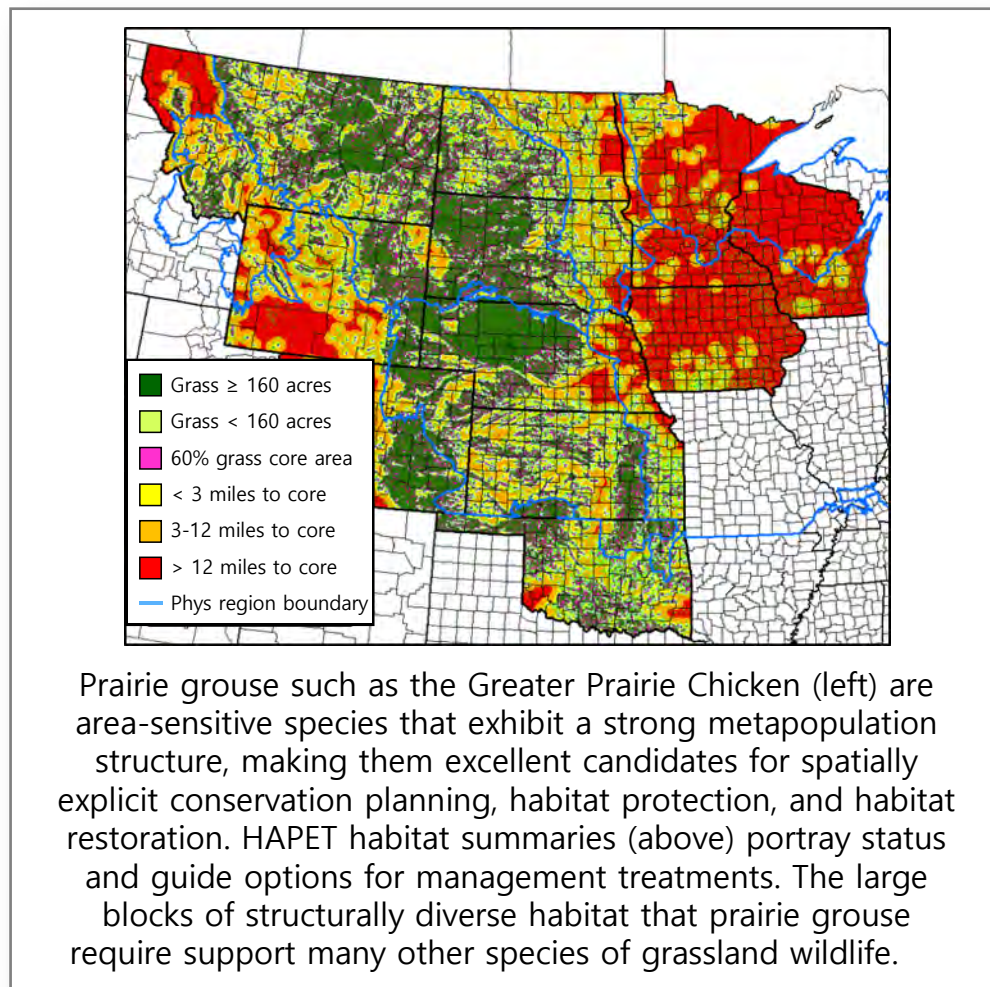 Grass ≥ 160 acres
Grass < 160 acres
60% grass core area
< 3 miles to core
3-12 miles to core
> 12 miles to core
Phys region boundary
Prairie grouse such as the Greater Prairie Chicken (left) are
area-sensitive species that exhibit a strong metapopulation
structure, making them excellent candidates for spatially
explicit conservation planning, habitat protection, and habitat
restoration. HAPET habitat summaries (above) portray status
and guide options for management treatments. The large
blocks of structurally diverse habitat that prairie grouse
require support many other species of grassland wildlife.